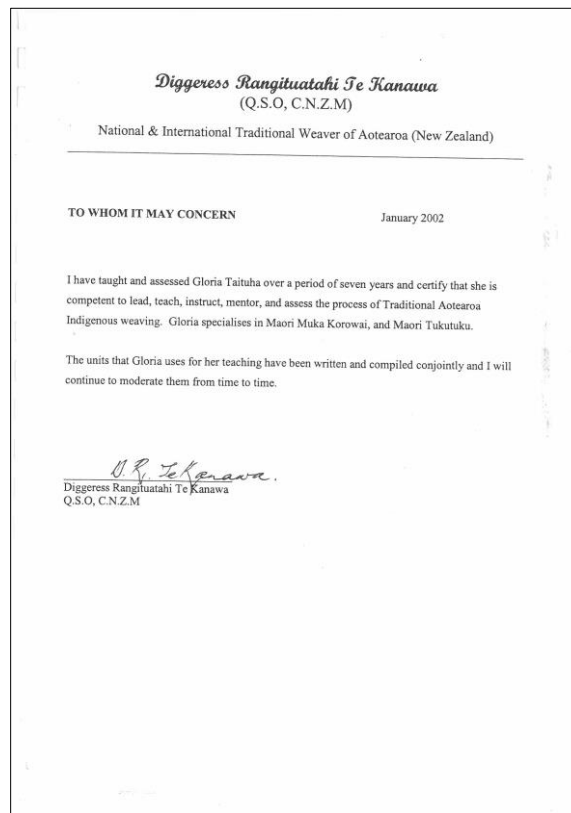 Diggeress Rangituatahi Te Kanawa
(Q.S.O, C.N.Z.M)
National & International Traditional Weaver of Aotearoa (New Zealand)
TO WHOM IT MAY CONCERN January 2002
I have taught and assessed Gloria Taituha over a period of seven years and certify that she is
competent to lead, teach, instruct, mentor, and assess the process of Traditional Aotearoa
Indigenous weaving. Gloria specialises in Maori Muka Korowai, and Maori Tukutuku.
The units that Gloria uses for her teaching have been written and compiled conjointly and I will
continue to moderate them from time to time.
D. R. Te Kanawa.
Diggeress Rangituatahi Te Kanawa
Q.S.O, C.N.Z.M